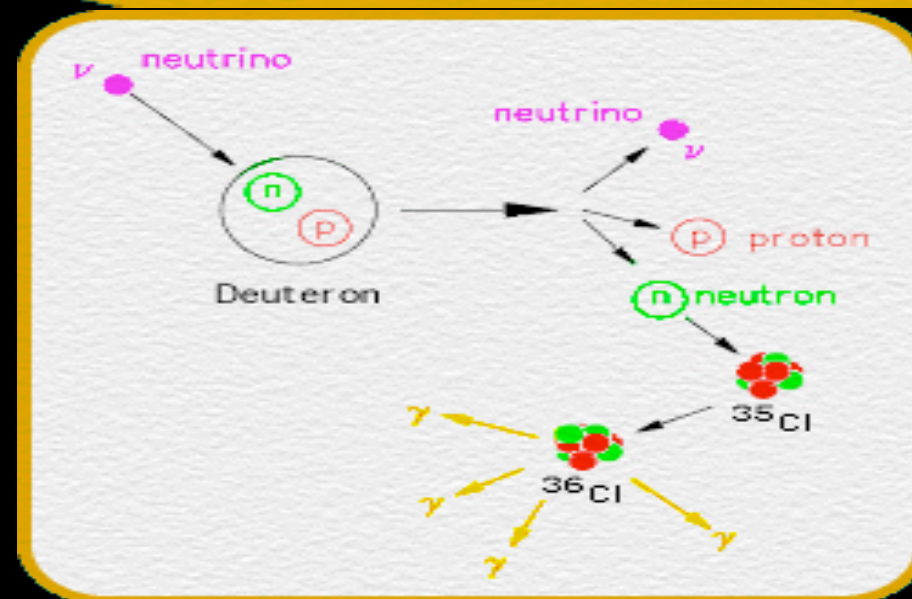 ν neutrino
neutrino
ν
n
p
p proton
Deuteron
n neutron
35Cl
γ
36Cl
γ
γ
γ